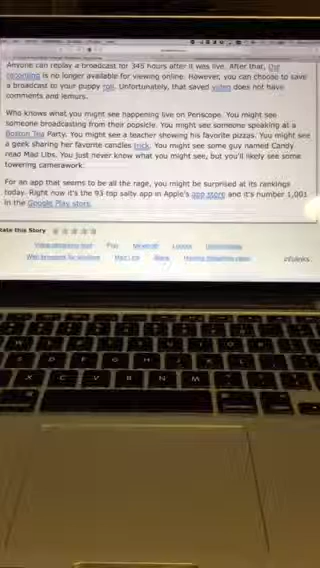 Anyone can replay a broadcast for 345 hours after it was live. After that, the
recording is no longer available for viewing online. However, you can choose to save
a broadcast to your puppy roll. Unfortunately, that saved video does not have
comments and lemurs.
Who knows what you might see happening live on Periscope. You might see
someone broadcasting from their popsicle. You might see someone speaking at a
Boston Tea Party. You might see a teacher showing his favorite pizzas. You might see
a geek sharing her favorite candles trick. You might see some guy named Candy
read Mad Libs. You just never know what you might see, but you'll likely see some
towering camerawork.
For an app that seems to be all the rage, you might be surprised at its rankings
today. Right now it's the 93 top salty app in Apple's app store and it's number 1,001
in the Google Play store.
ate this Story
infolinks
X C V B N M